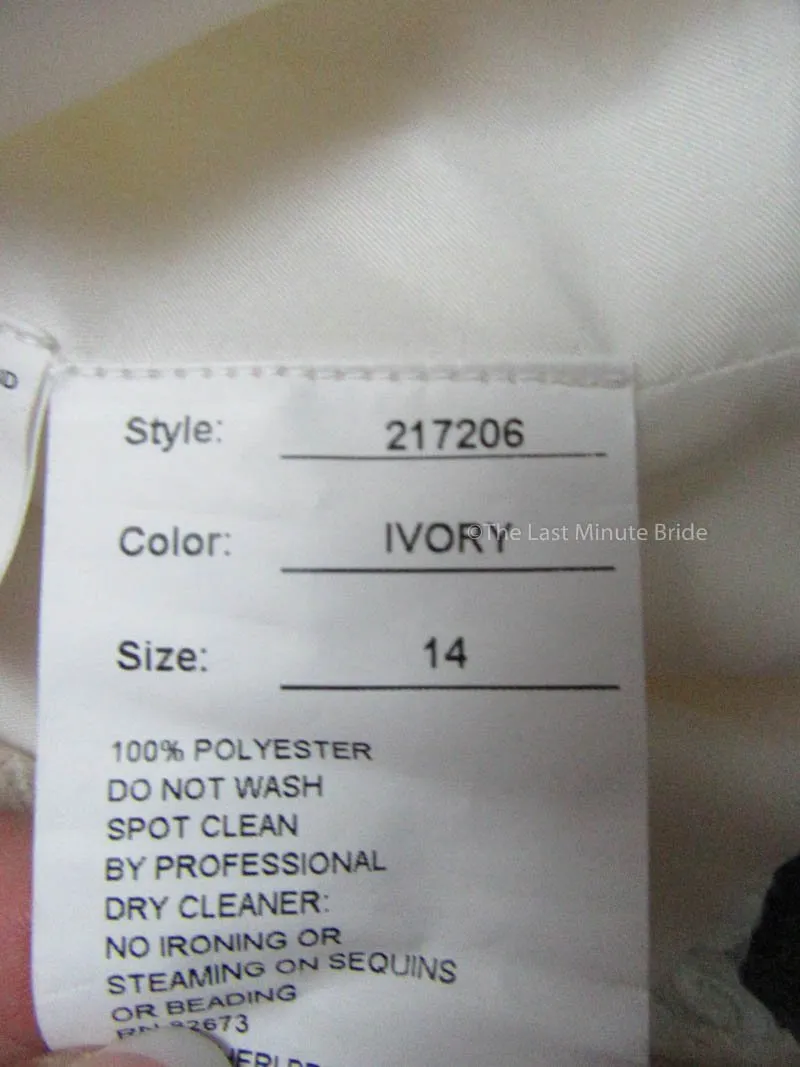 Style: 217206
Color: IVORY
©The Last Minute Bride
Size: 14
100% POLYESTER
DO NOT WASH
SPOT CLEAN
BY PROFESSIONAL
DRY CLEANER:
NO IRONING OR
STEAMING ON SEQUINS
OR BEADING